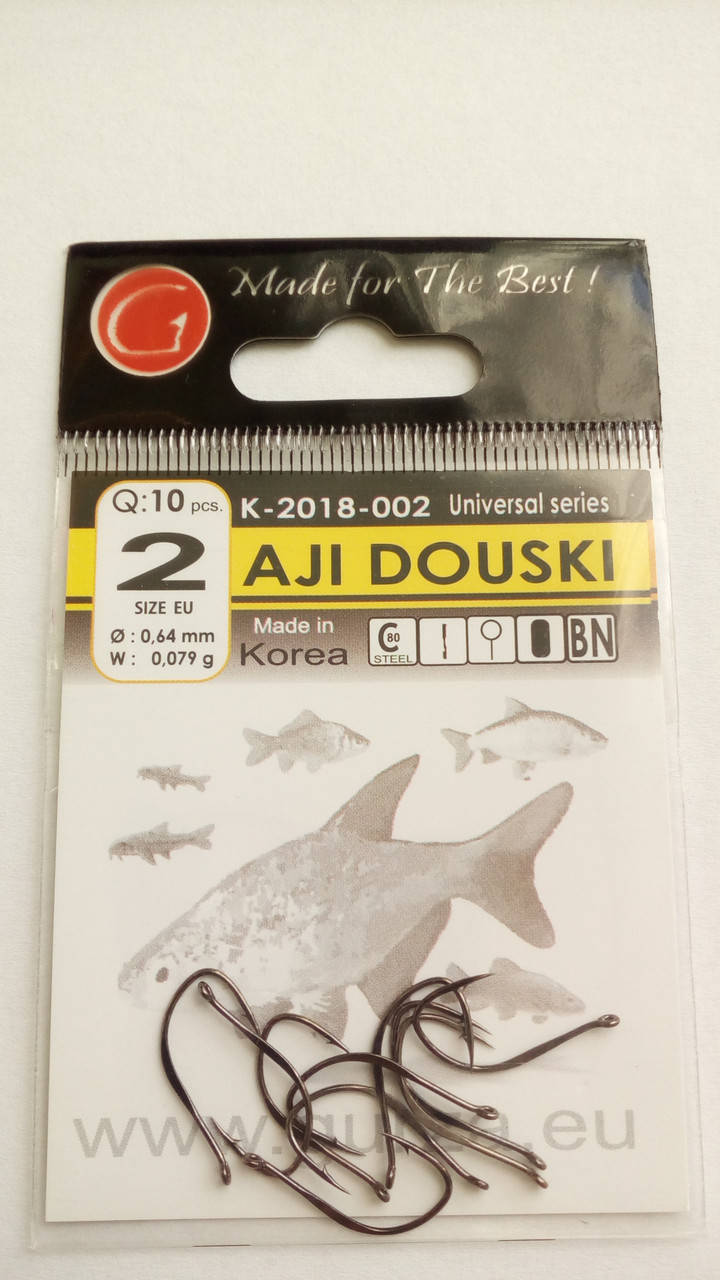 G Made for The Best !
Q:10 pcs. K-2018-002 Universal series
2 AJI DOUSKI
SIZE EU
Ø : 0,64 mm Made in
W : 0,079 g Korea C 80 STEEL BN
www.gurza.eu